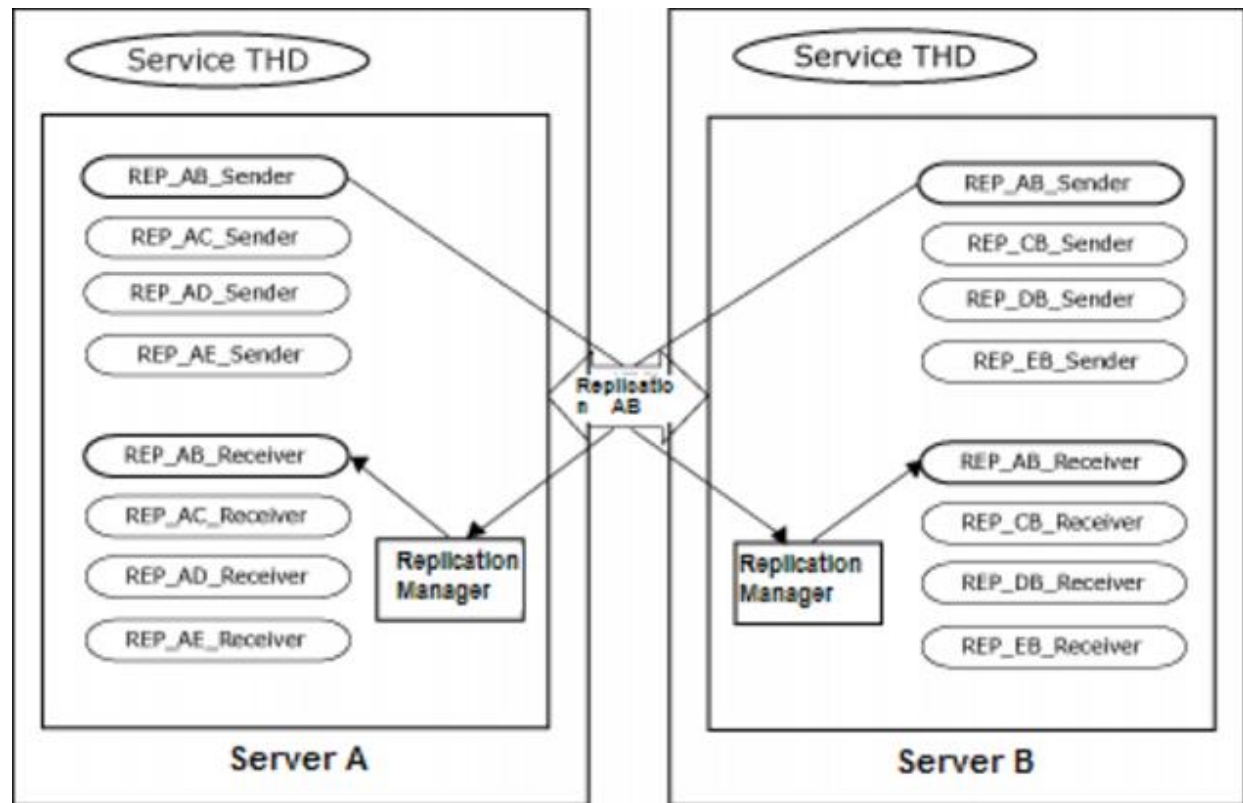 Service THD
REP_AB_Sender
REP_AC_Sender
REP_AD_Sender
REP_AE_Sender
REP_AB_Receiver
REP_AC_Receiver
REP_AD_Receiver
REP_AE_Receiver
Replication
Manager
Server A
Replicatio
n AB
Service THD
REP_AB_Sender
REP_CB_Sender
REP_DB_Sender
REP_EB_Sender
REP_AB_Receiver
REP_CB_Receiver
REP_DB_Receiver
REP_EB_Receiver
Replication
Manager
Server B